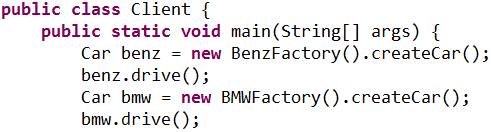 public class Client {
    public static void main(String[] args) {
        Car benz = new BenzFactory().createCar();
        benz.drive();
        Car bmw = new BMWFactory().createCar();
        bmw.drive();